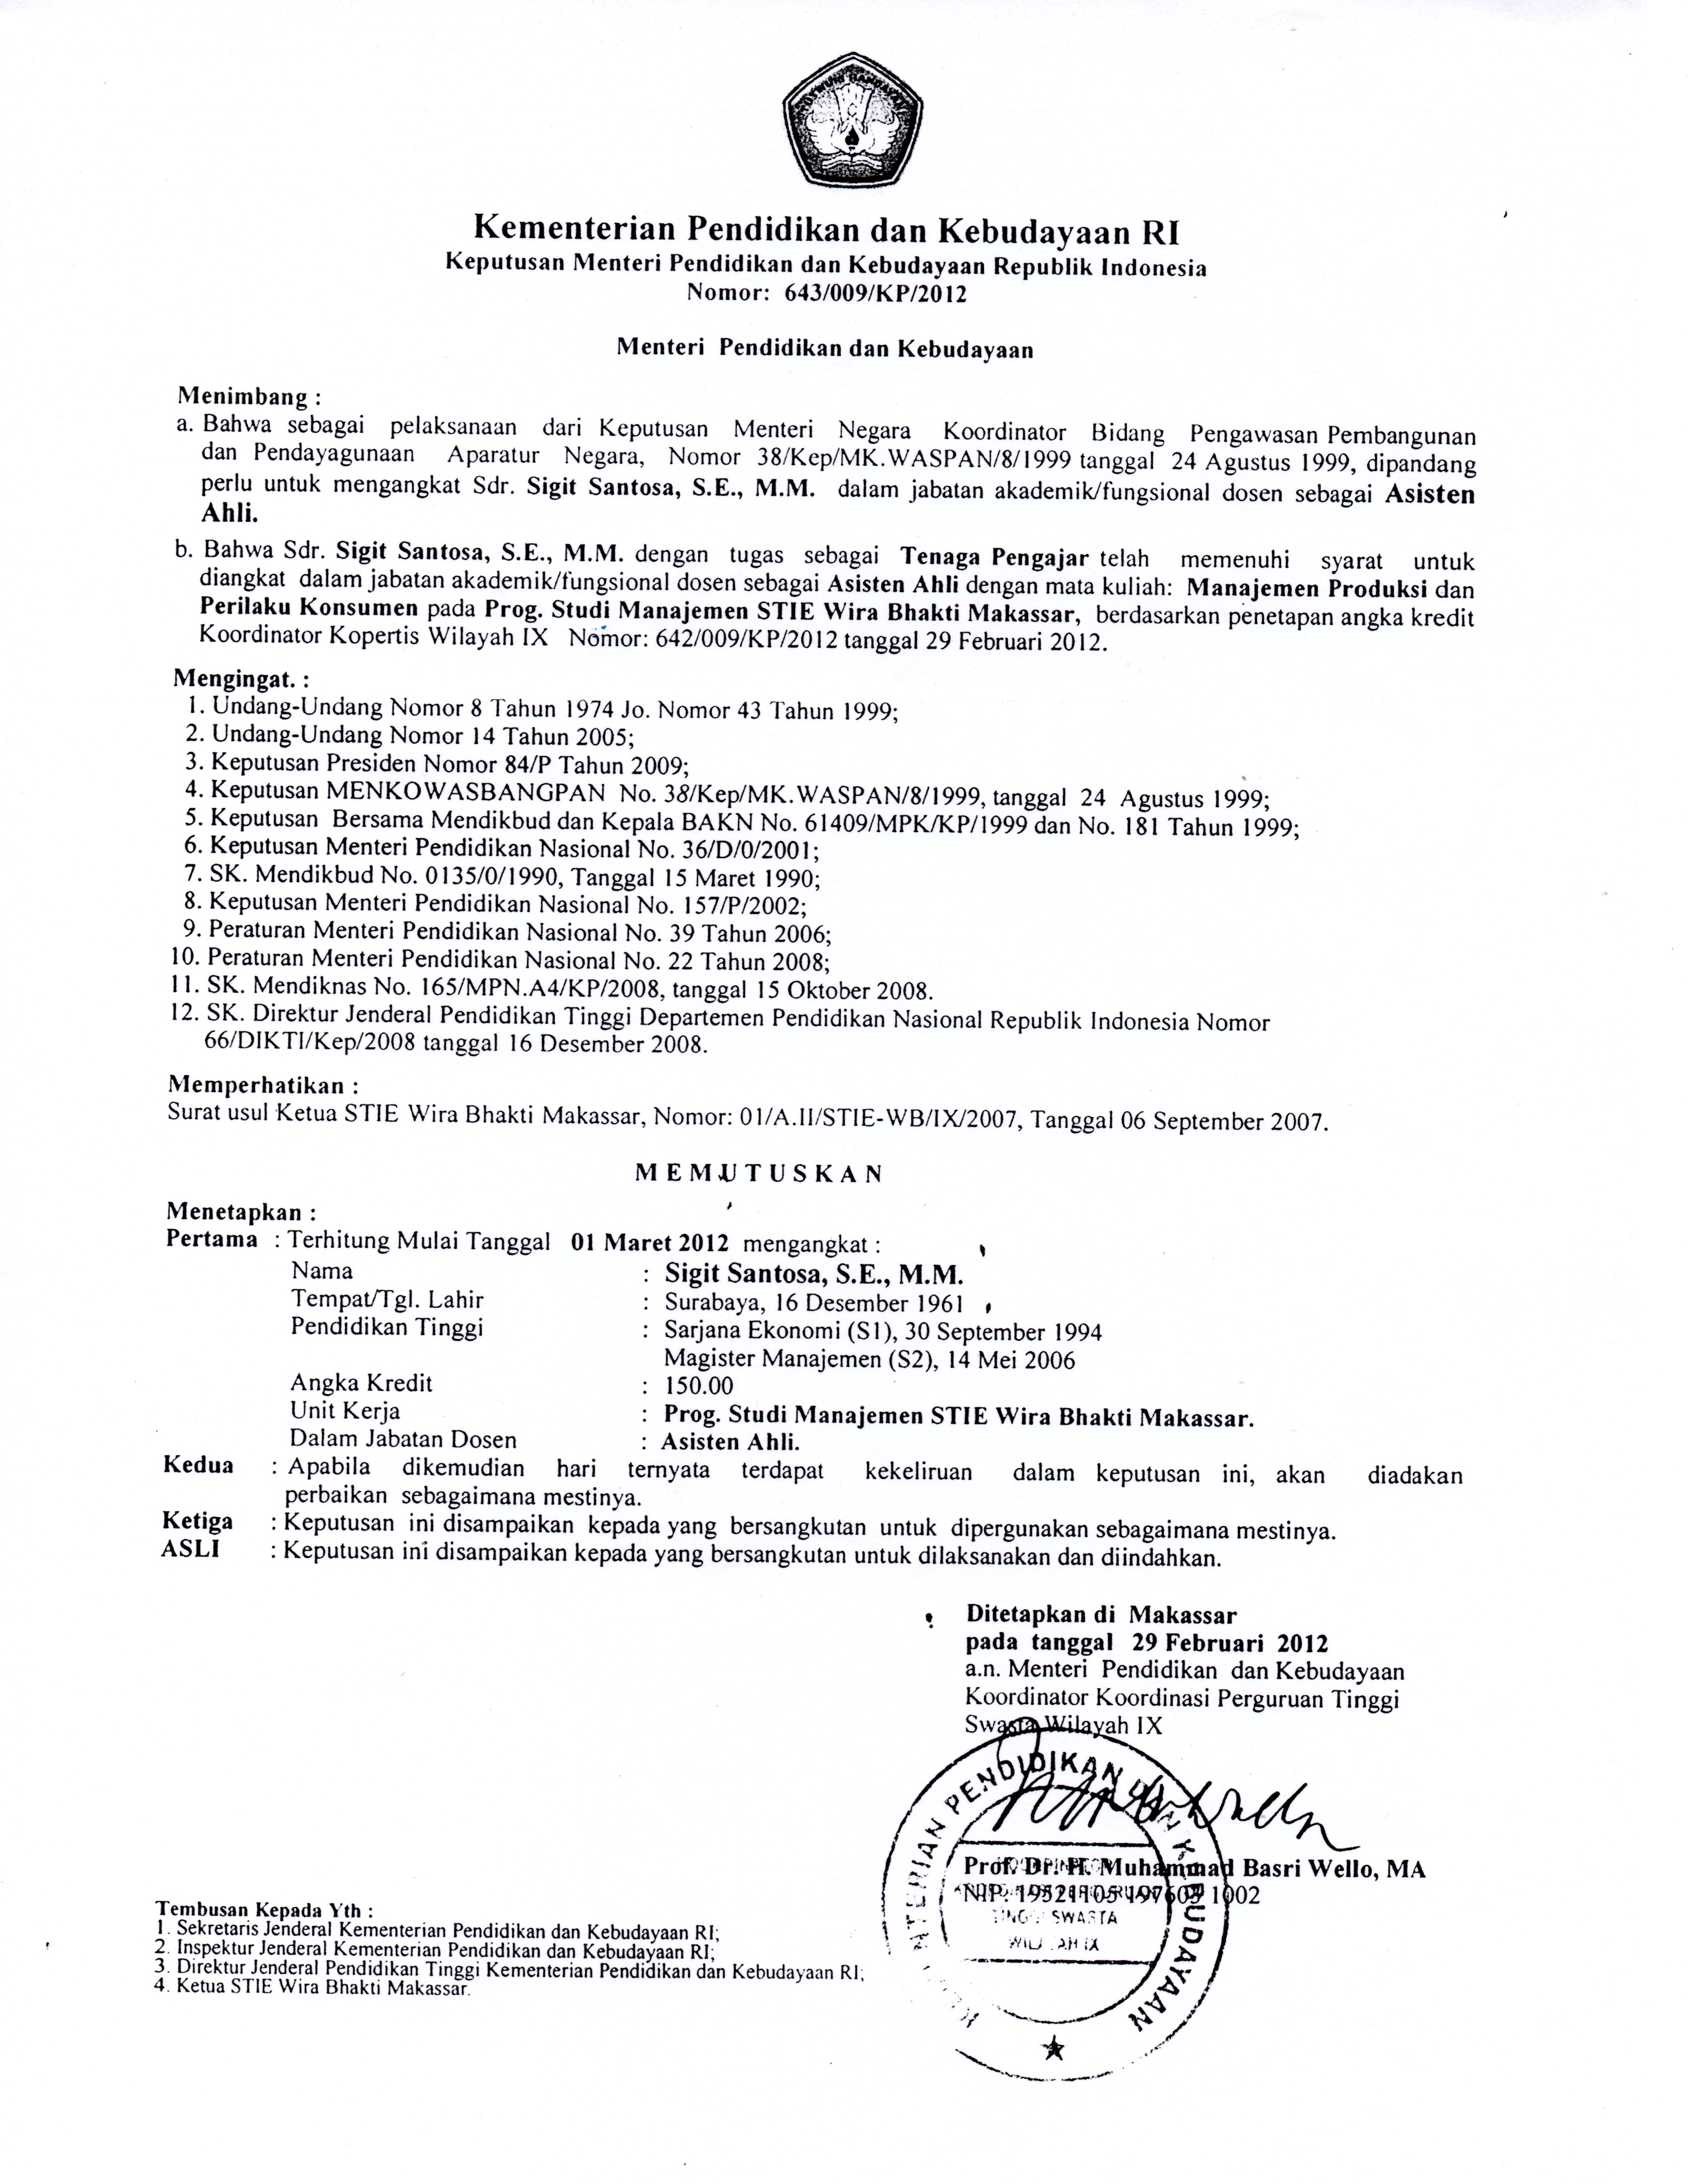 TUT WURI HANDAYANI
Kementerian Pendidikan dan Kebudayaan RI
Keputusan Menteri Pendidikan dan Kebudayaan Republik Indonesia
Nomor: 643/009/KP/2012
Menteri Pendidikan dan Kebudayaan
Menimbang :
a. Bahwa sebagai pelaksanaan dari Keputusan Menteri Negara Koordinator Bidang Pengawasan Pembangunan
dan Pendayagunaan Aparatur Negara, Nomor 38/Kep/MK.WASPAN/8/1999 tanggal 24 Agustus 1999, dipandang
perlu untuk mengangkat Sdr. Sigit Santosa, S.E., M.M. dalam jabatan akademik/fungsional dosen sebagai Asisten
Ahli.
b. Bahwa Sdr. Sigit Santosa, S.E., M.M. dengan tugas sebagai Tenaga Pengajar telah memenuhi syarat untuk
diangkat dalam jabatan akademik/fungsional dosen sebagai Asisten Ahli dengan mata kuliah: Manajemen Produksi dan
Perilaku Konsumen pada Prog. Studi Manajemen STIE Wira Bhakti Makassar, berdasarkan penetapan angka kredit
Koordinator Kopertis Wilayah IX Nomor: 642/009/KP/2012 tanggal 29 Februari 2012.
Mengingat. :
1. Undang-Undang Nomor 8 Tahun 1974 Jo. Nomor 43 Tahun 1999;
2. Undang-Undang Nomor 14 Tahun 2005;
3. Keputusan Presiden Nomor 84/P Tahun 2009;
4. Keputusan MENKOWASBANGPAN No. 38/Kep/MK.WASPAN/8/1999, tanggal 24 Agustus 1999;
5. Keputusan Bersama Mendikbud dan Kepala BAKN No. 61409/MPK/KP/1999 dan No. 181 Tahun 1999;
6. Keputusan Menteri Pendidikan Nasional No. 36/D/0/2001;
7. SK. Mendikbud No. 0135/0/1990, Tanggal 15 Maret 1990;
8. Keputusan Menteri Pendidikan Nasional No. 157/P/2002;
9. Peraturan Menteri Pendidikan Nasional No. 39 Tahun 2006;
10. Peraturan Menteri Pendidikan Nasional No. 22 Tahun 2008;
11. SK. Mendiknas No. 165/MPN.A4/KP/2008, tanggal 15 Oktober 2008.
12. SK. Direktur Jenderal Pendidikan Tinggi Departemen Pendidikan Nasional Republik Indonesia Nomor
66/DIKTI/Kep/2008 tanggal 16 Desember 2008.
Memperhatikan :
Surat usul Ketua STIE Wira Bhakti Makassar, Nomor: 01/A.II/STIE-WB/IX/2007, Tanggal 06 September 2007.
M E M U T U S K A N
Menetapkan :
Pertama : Terhitung Mulai Tanggal 01 Maret 2012 mengangkat :
Nama : Sigit Santosa, S.E., M.M.
Tempat/Tgl. Lahir : Surabaya, 16 Desember 1961
Pendidikan Tinggi : Sarjana Ekonomi (S1), 30 September 1994
Magister Manajemen (S2), 14 Mei 2006
Angka Kredit : 150.00
Unit Kerja : Prog. Studi Manajemen STIE Wira Bhakti Makassar.
Dalam Jabatan Dosen : Asisten Ahli.
Kedua : Apabila dikemudian hari ternyata terdapat kekeliruan dalam keputusan ini, akan diadakan
perbaikan sebagaimana mestinya.
Ketiga : Keputusan ini disampaikan kepada yang bersangkutan untuk dipergunakan sebagaimana mestinya.
ASLI : Keputusan ini disampaikan kepada yang bersangkutan untuk dilaksanakan dan diindahkan.
Ditetapkan di Makassar
pada tanggal 29 Februari 2012
a.n. Menteri Pendidikan dan Kebudayaan
Koordinator Koordinasi Perguruan Tinggi
Swasta Wilayah IX
PENDIDIKAN DAN KEBUDAYAAN
Prof. Dr. H. Muhammad Basri Wello, MA
NIP. 19521105 197603 1002
TINGGI SWASTA
WILAYAH IX
Tembusan Kepada Yth :
1. Sekretaris Jenderal Kementerian Pendidikan dan Kebudayaan RI;
2. Inspektur Jenderal Kementerian Pendidikan dan Kebudayaan RI;
3. Direktur Jenderal Pendidikan Tinggi Kementerian Pendidikan dan Kebudayaan RI;
4. Ketua STIE Wira Bhakti Makassar.